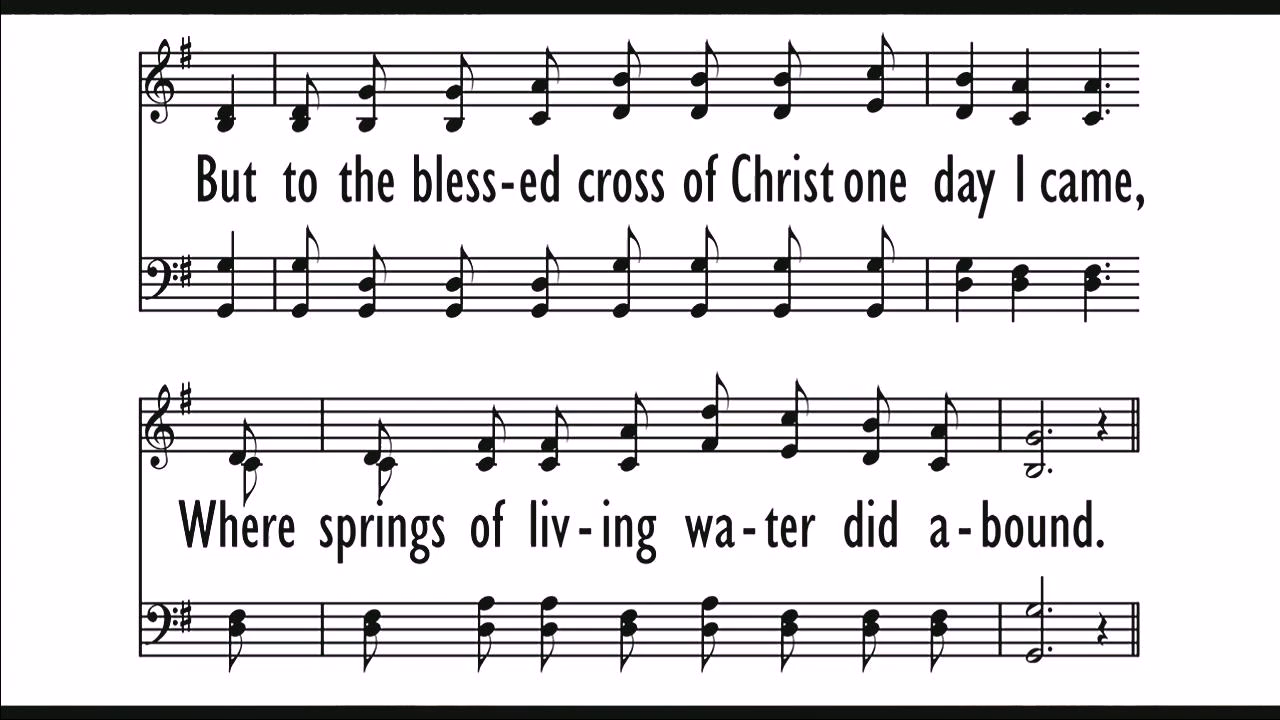 But to the bless-ed cross of Christ one day I came,
Where springs of liv-ing wa-ter did a-bound.